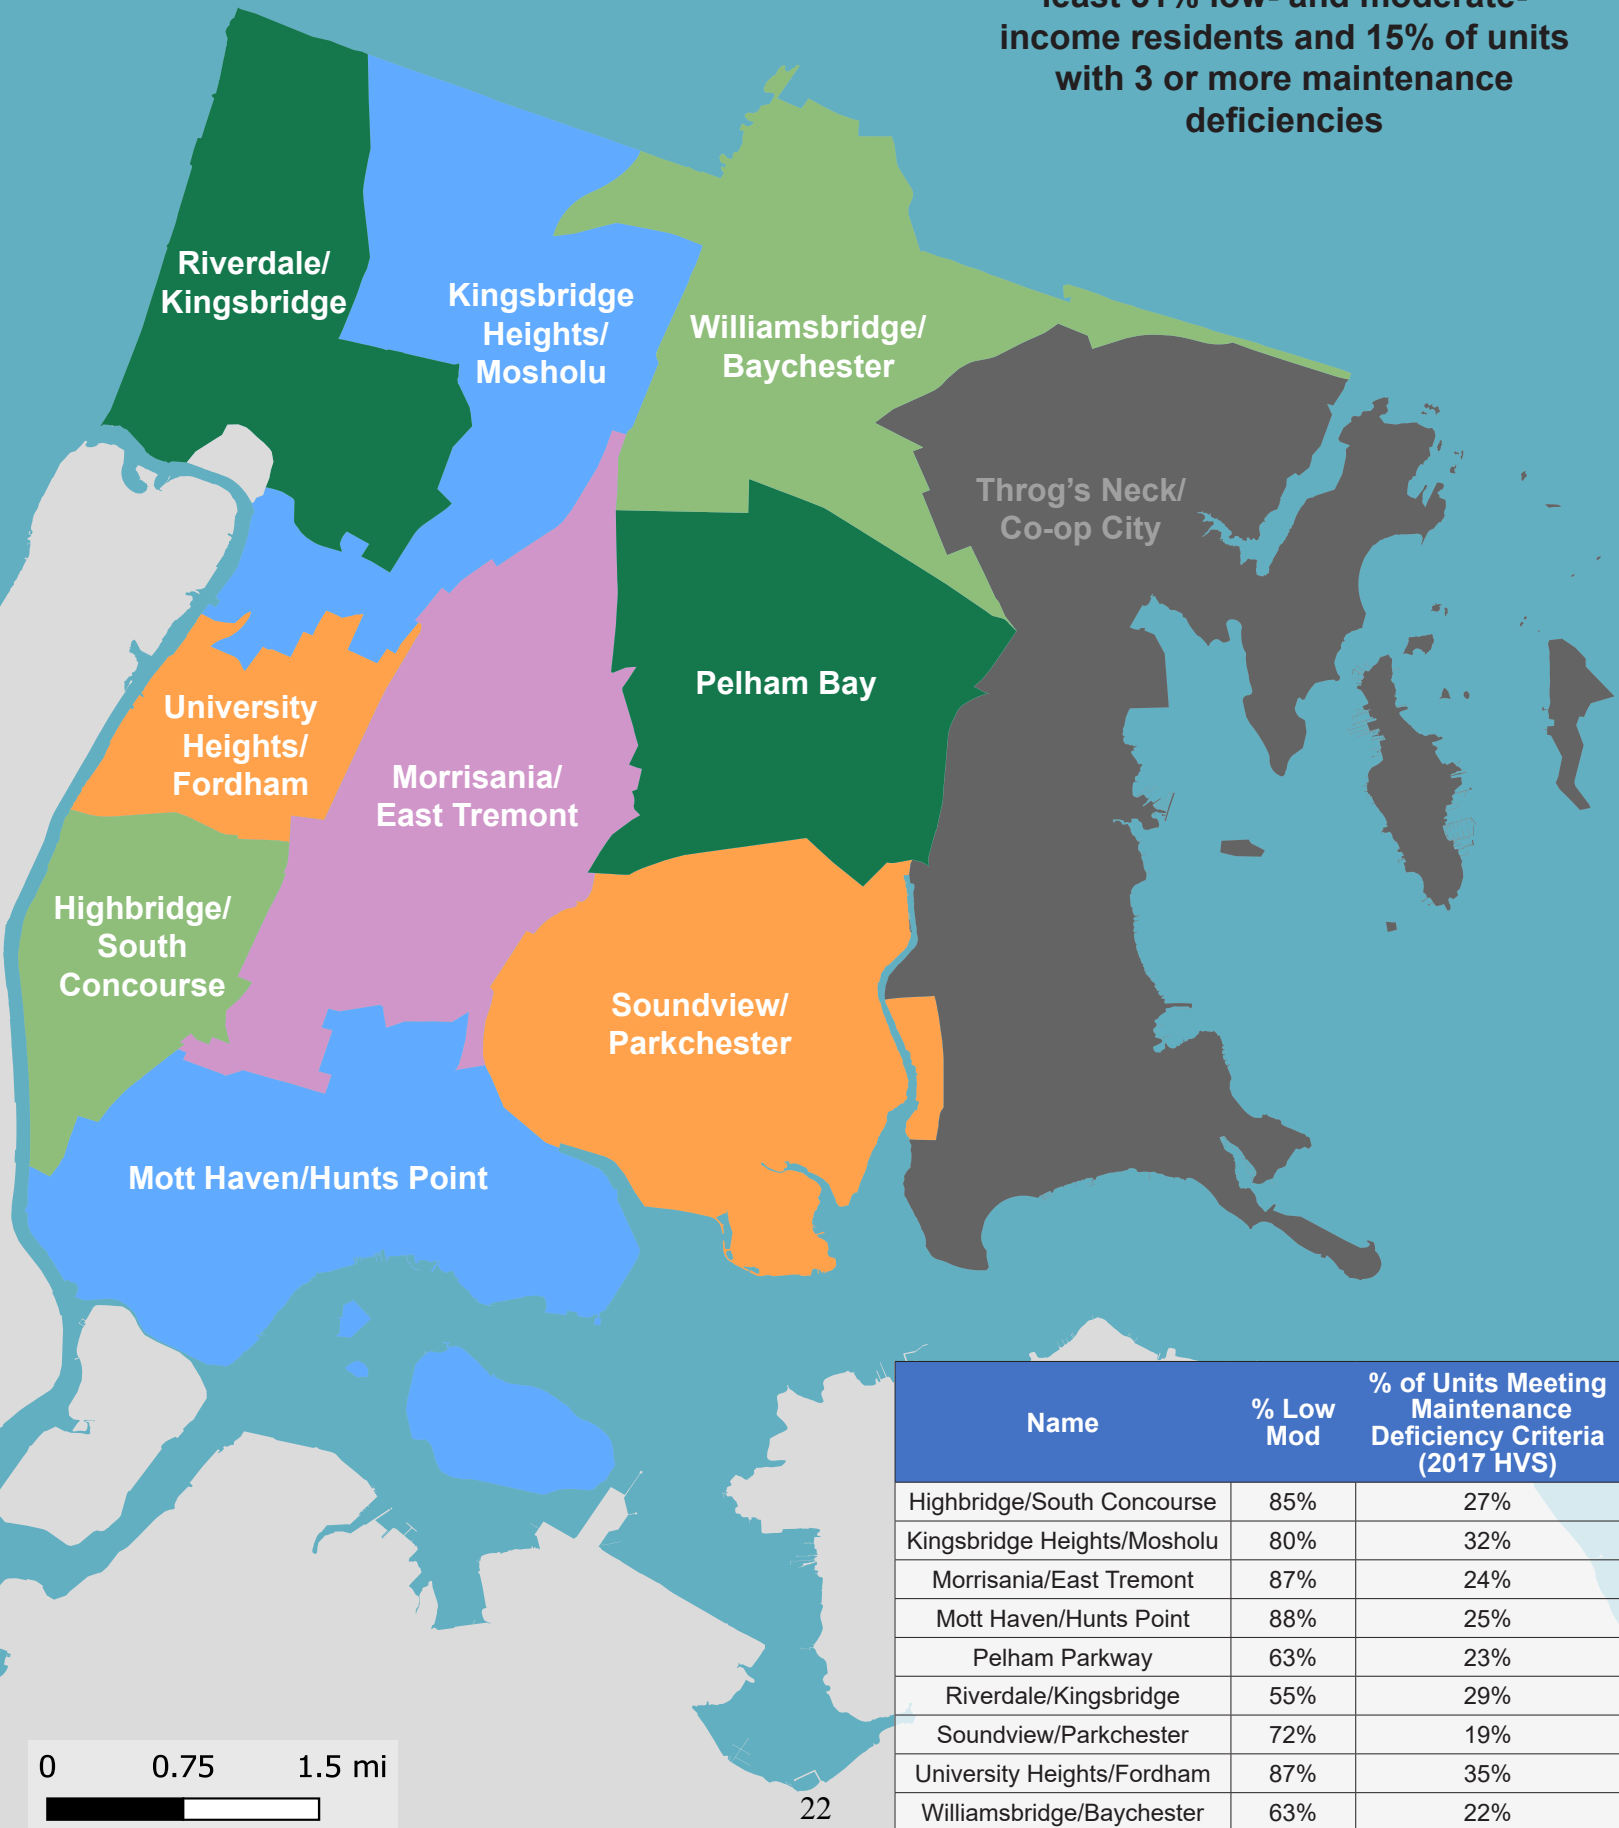 income residents and 15% of units
with 3 or more maintenance
deficiencies
Riverdale/
Kingsbridge
Kingsbridge
Heights/
Mosholu
Williamsbridge/
Baychester
Throg’s Neck/
Co-op City
Pelham Bay
University
Heights/
Fordham
Morrisania/
East Tremont
Highbridge/
South
Concourse
Soundview/
Parkchester
Mott Haven/Hunts Point
Name % Low Mod % of Units Meeting Maintenance Deficiency Criteria (2017 HVS)
Highbridge/South Concourse 85% 27%
Kingsbridge Heights/Mosholu 80% 32%
Morrisania/East Tremont 87% 24%
Mott Haven/Hunts Point 88% 25%
Pelham Parkway 63% 23%
Riverdale/Kingsbridge 55% 29%
Soundview/Parkchester 72% 19%
University Heights/Fordham 87% 35%
Williamsbridge/Baychester 63% 22%
0 0.75 1.5 mi
22